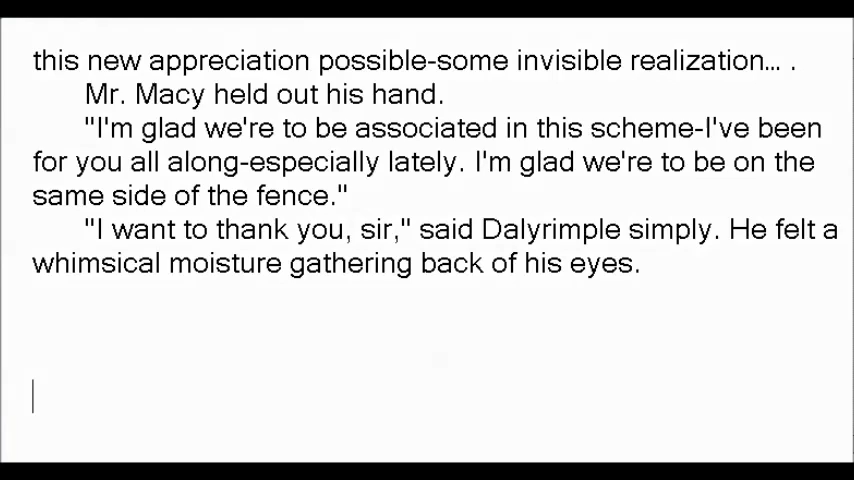 this new appreciation possible-some invisible realization... .
Mr. Macy held out his hand.
"I'm glad we're to be associated in this scheme-I've been
for you all along-especially lately. I'm glad we're to be on the
same side of the fence."
"I want to thank you, sir," said Dalyrimple simply. He felt a
whimsical moisture gathering back of his eyes.